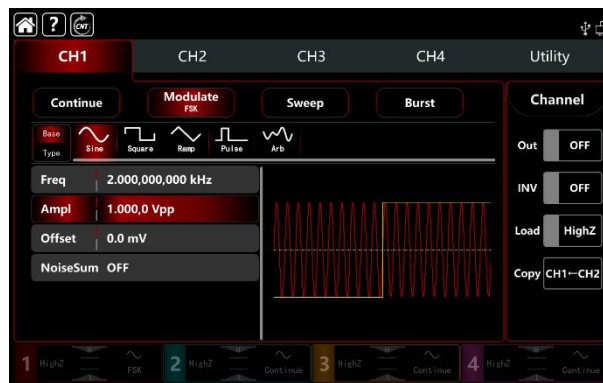 ? CNT
CH1 CH2 CH3 CH4 Utility
Continue Modulate Sweep Burst Channel
FSK
Base
Type Sine Square Ramp Pulse Arb
Out OFF
Freq 2.000,000,000 kHz
INV OFF
Ampl 1.000,0 Vpp
Load HighZ
Offset 0.0 mV
NoiseSum OFF
Copy CH1←CH2
1 HighZ FSK 2 HighZ Continue 3 HighZ Continue 4 HighZ Continue